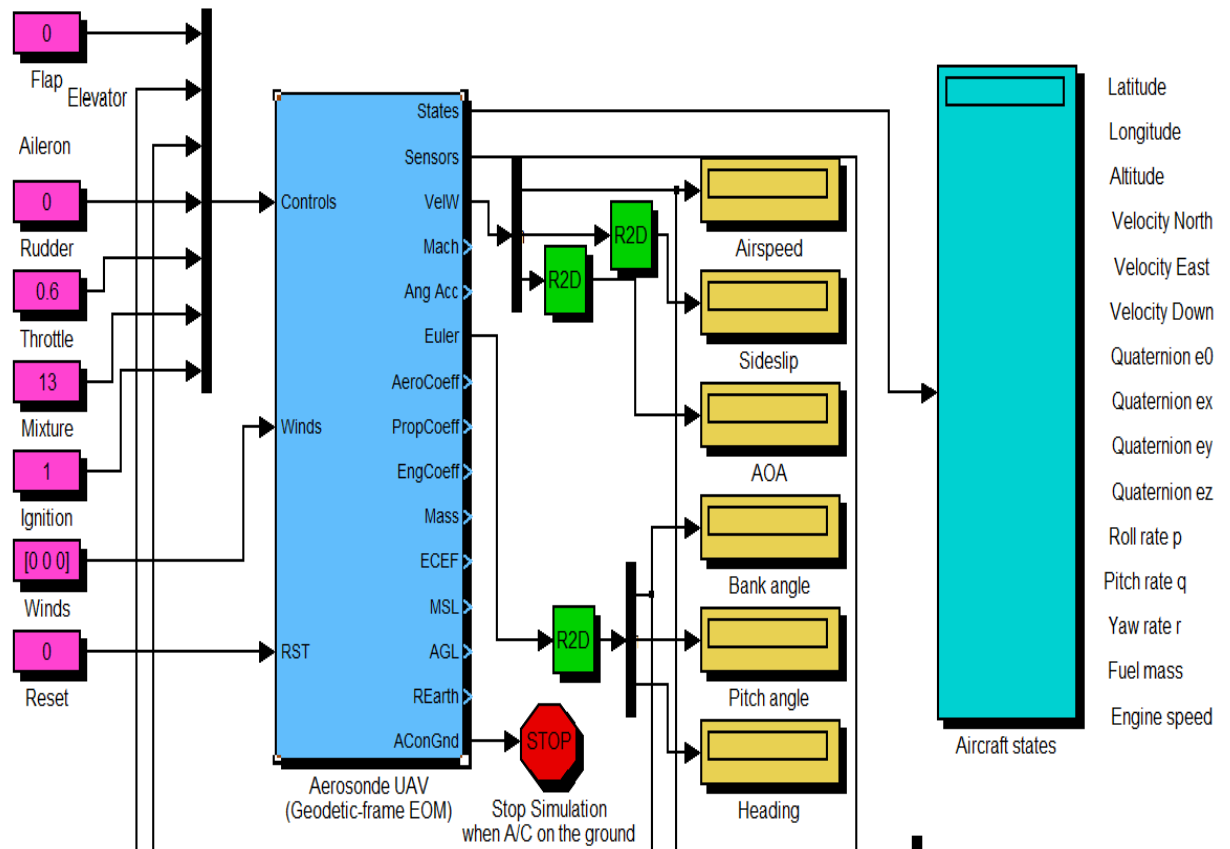 0
Flap
Elevator
Aileron
0
Rudder
0.6
Throttle
13
Mixture
1
Ignition
[0 0 0]
Winds
0
Reset
Controls
Winds
RST
States
Sensors
VelW
Mach
Ang Acc
Euler
AeroCoeff
PropCoeff
EngCoeff
Mass
ECEF
MSL
AGL
REarth
AConGnd
Aerosonde UAV
(Geodetic-frame EOM)
R2D
R2D
R2D
STOP
Stop Simulation
when A/C on the ground
Airspeed
Sideslip
AOA
Bank angle
Pitch angle
Heading
Aircraft states
Latitude
Longitude
Altitude
Velocity North
Velocity East
Velocity Down
Quaternion e0
Quaternion ex
Quaternion ey
Quaternion ez
Roll rate p
Pitch rate q
Yaw rate r
Fuel mass
Engine speed